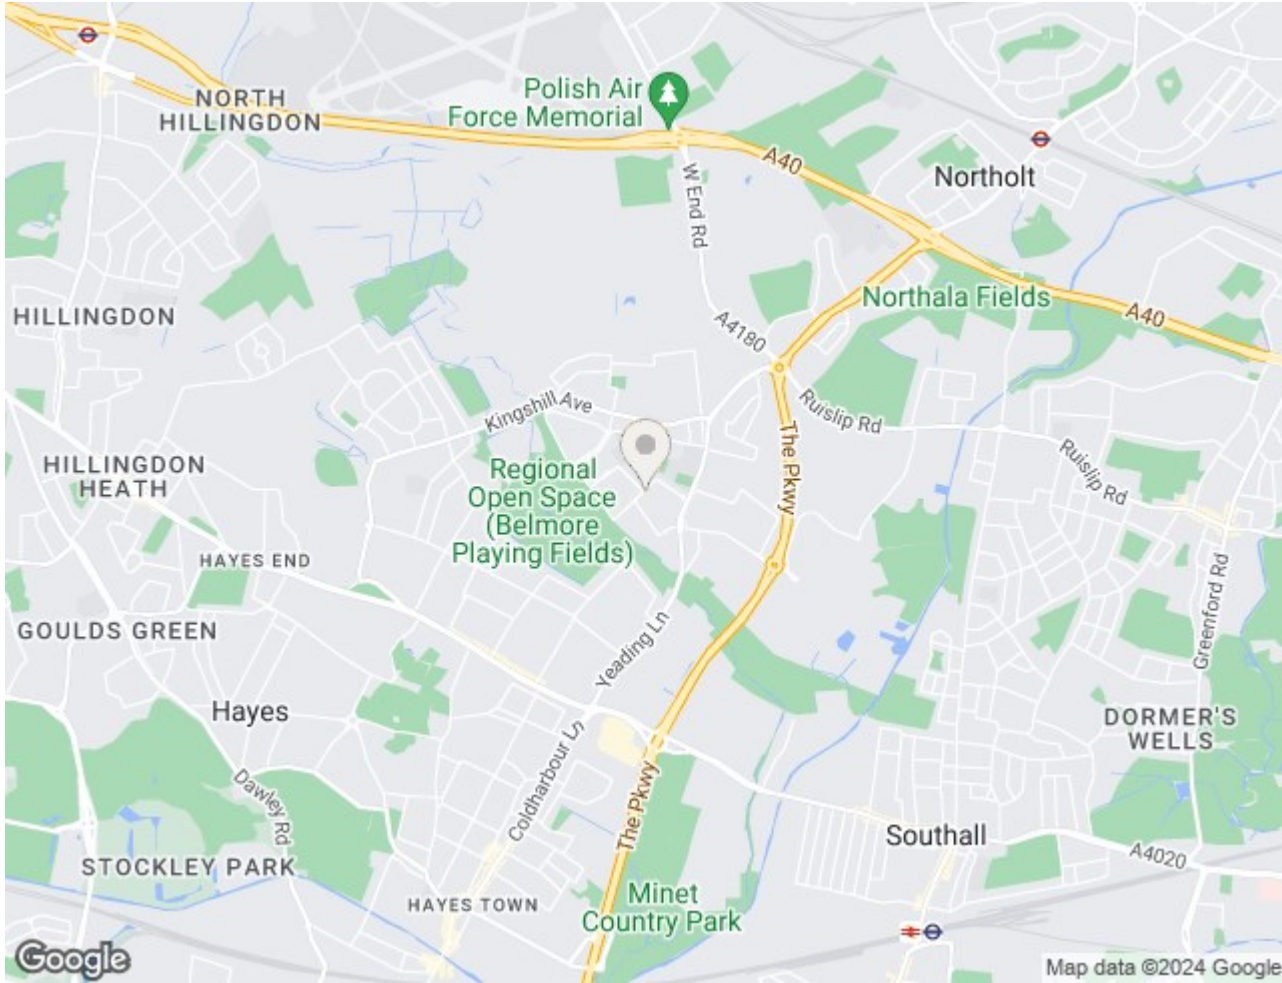 Polish Air
Force Memorial
NORTH
HILLINGDON
A40
Northolt
W End Rd
Northala Fields
HILLINGDON
A4180
A40
Kingshill Ave
Ruislip Rd
The Pkwy
Ruislip Rd
HILLINGDON
HEATH
Regional
Open Space
(Belmore
Playing Fields)
HAYES END
Greenford Rd
GOULDS GREEN
Yeading Ln
Hayes
DORMER'S
WELLS
Coldharbour Ln
Dawley Rd
The Pkwy
Southall
A4020
STOCKLEY PARK
HAYES TOWN
Minet
Country Park
Google
Map data ©2024 Google